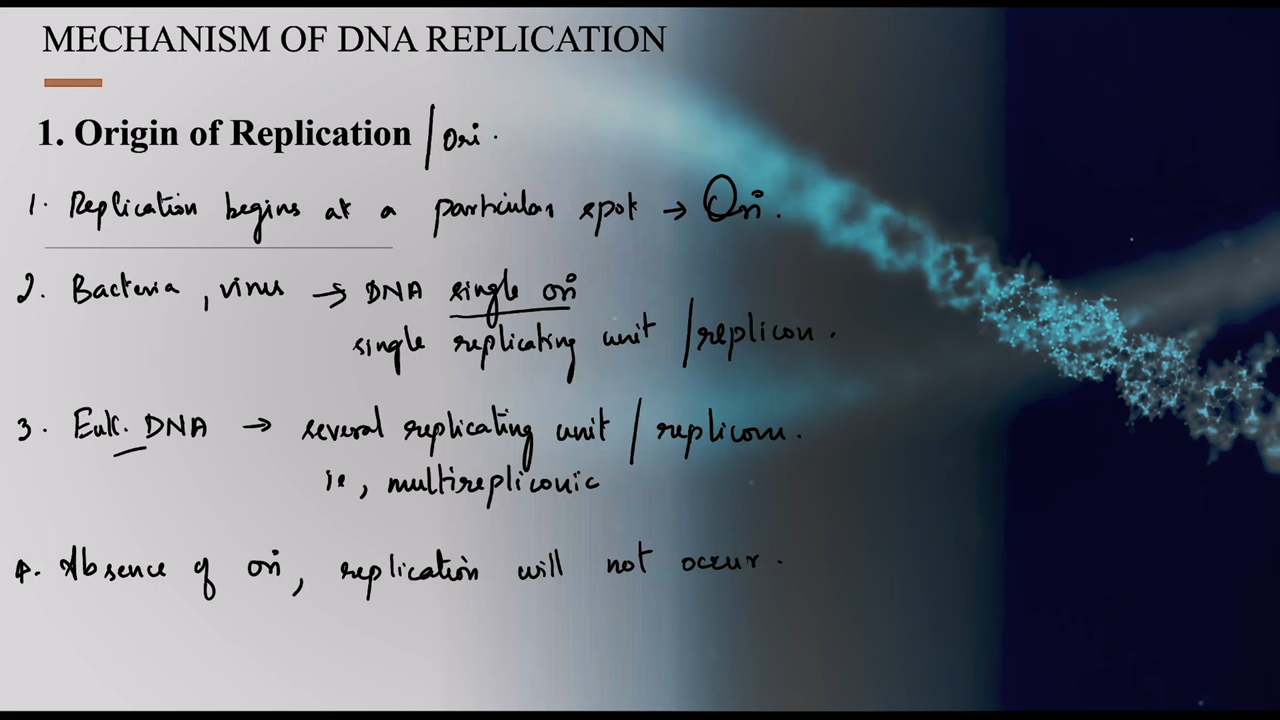 MECHANISM OF DNA REPLICATION
1. Origin of Replication / Ori.
1. Replication begins at a particular spot → Ori.
2. Bacteria, virus → DNA single ori
single replicating unit / replicon.
3. Euk. DNA → several replicating unit / replicons.
ie, multirepliconic
4. Absence of ori, replication will not occur.